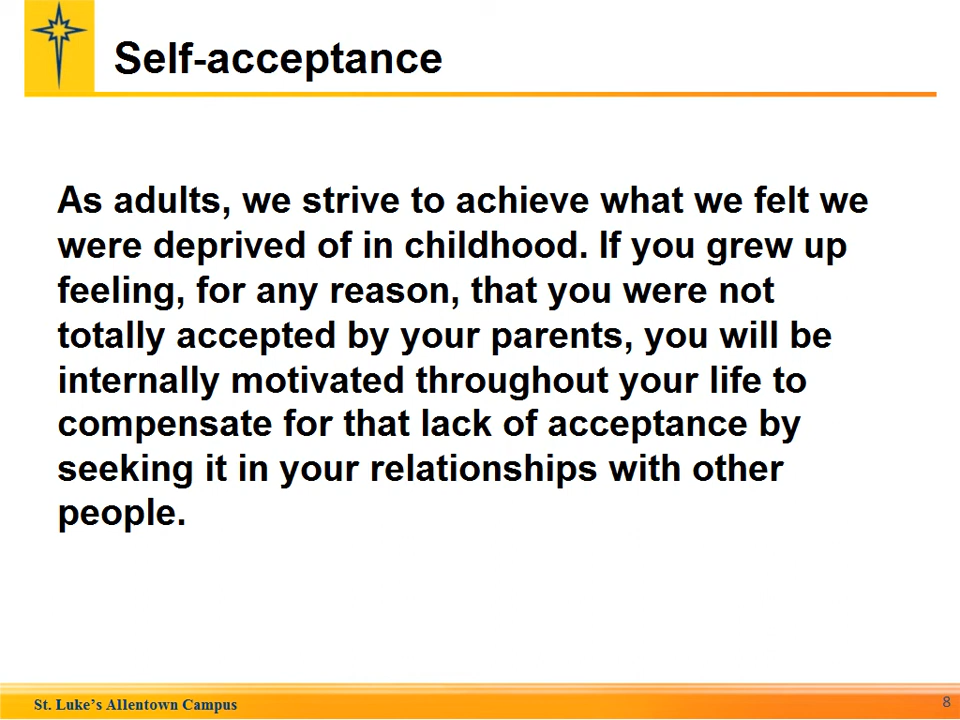 Self-acceptance
As adults, we strive to achieve what we felt we
were deprived of in childhood. If you grew up
feeling, for any reason, that you were not
totally accepted by your parents, you will be
internally motivated throughout your life to
compensate for that lack of acceptance by
seeking it in your relationships with other
people.
St. Luke's Allentown Campus
8